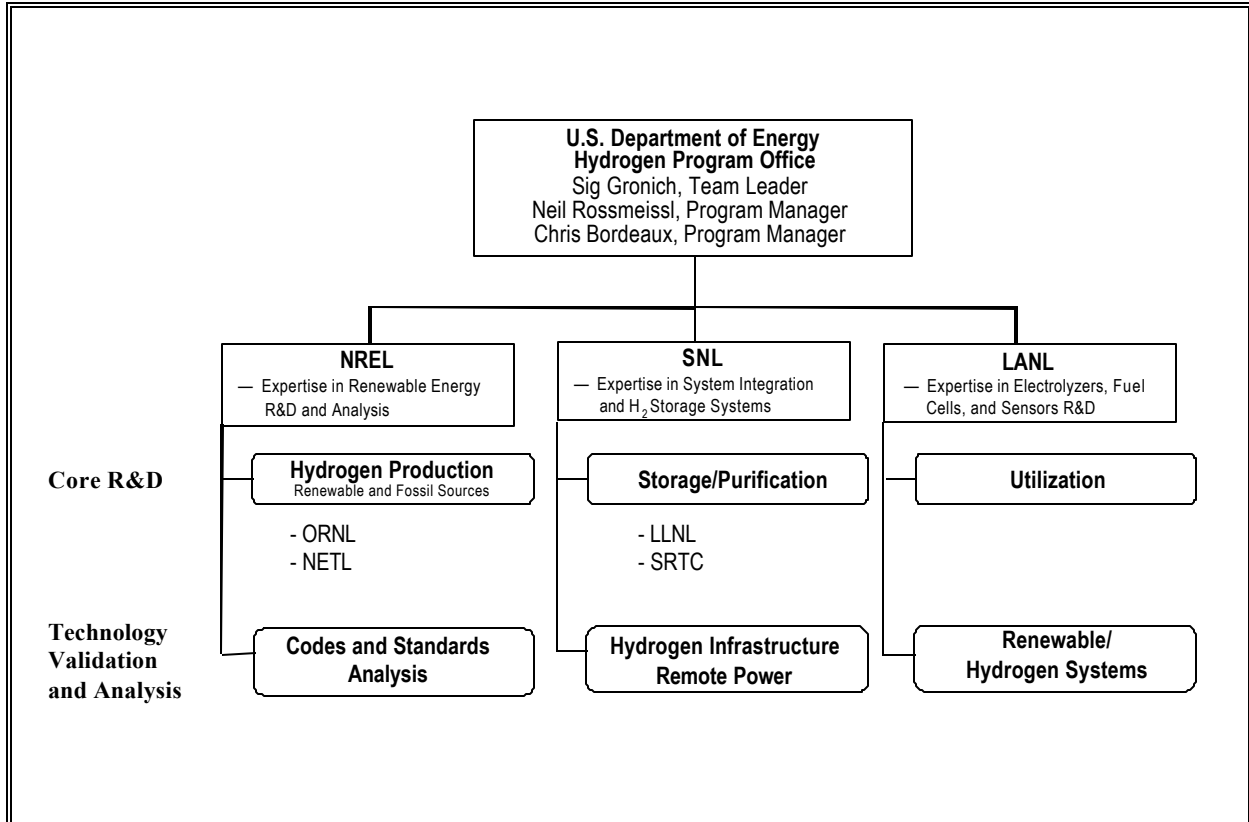 U.S. Department of Energy
Hydrogen Program Office
Sig Gronich, Team Leader
Neil Rossmeissl, Program Manager
Chris Bordeaux, Program Manager
NREL
— Expertise in Renewable Energy
R&D and Analysis
SNL
— Expertise in System Integration
and H₂ Storage Systems
LANL
— Expertise in Electrolyzers, Fuel
Cells, and Sensors R&D
Core R&D
Hydrogen Production
Renewable and Fossil Sources
- ORNL
- NETL
Storage/Purification
- LLNL
- SRTC
Utilization
Technology
Validation
and Analysis
Codes and Standards
Analysis
Hydrogen Infrastructure
Remote Power
Renewable/
Hydrogen Systems